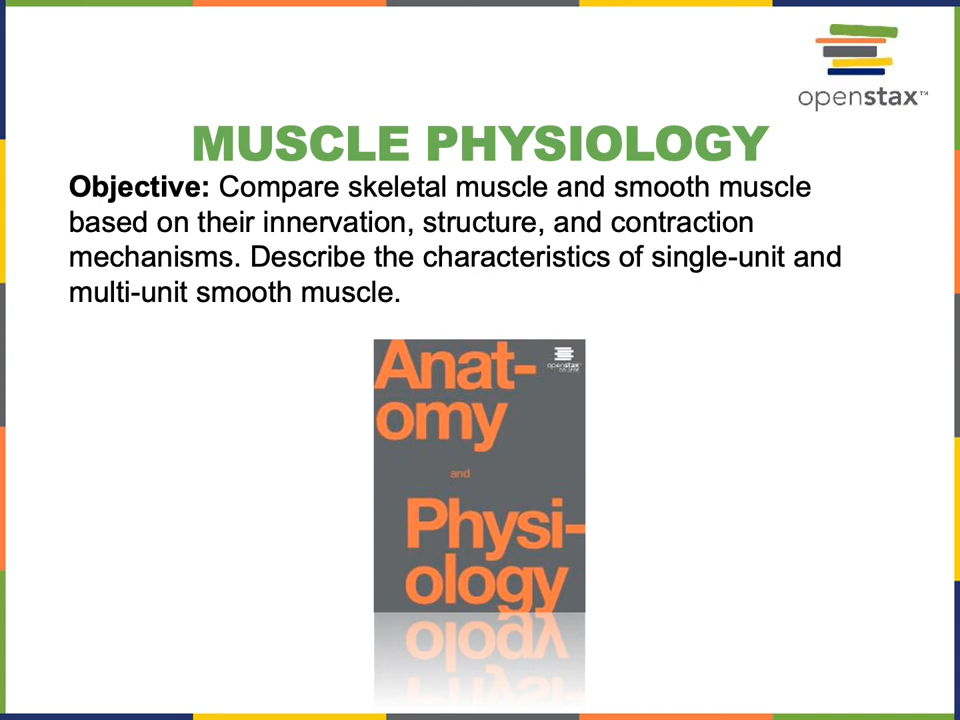 openstax™
MUSCLE PHYSIOLOGY
Objective: Compare skeletal muscle and smooth muscle
based on their innervation, structure, and contraction
mechanisms. Describe the characteristics of single-unit and
multi-unit smooth muscle.
Anat-
openstax
omy
and
Physi-
ology